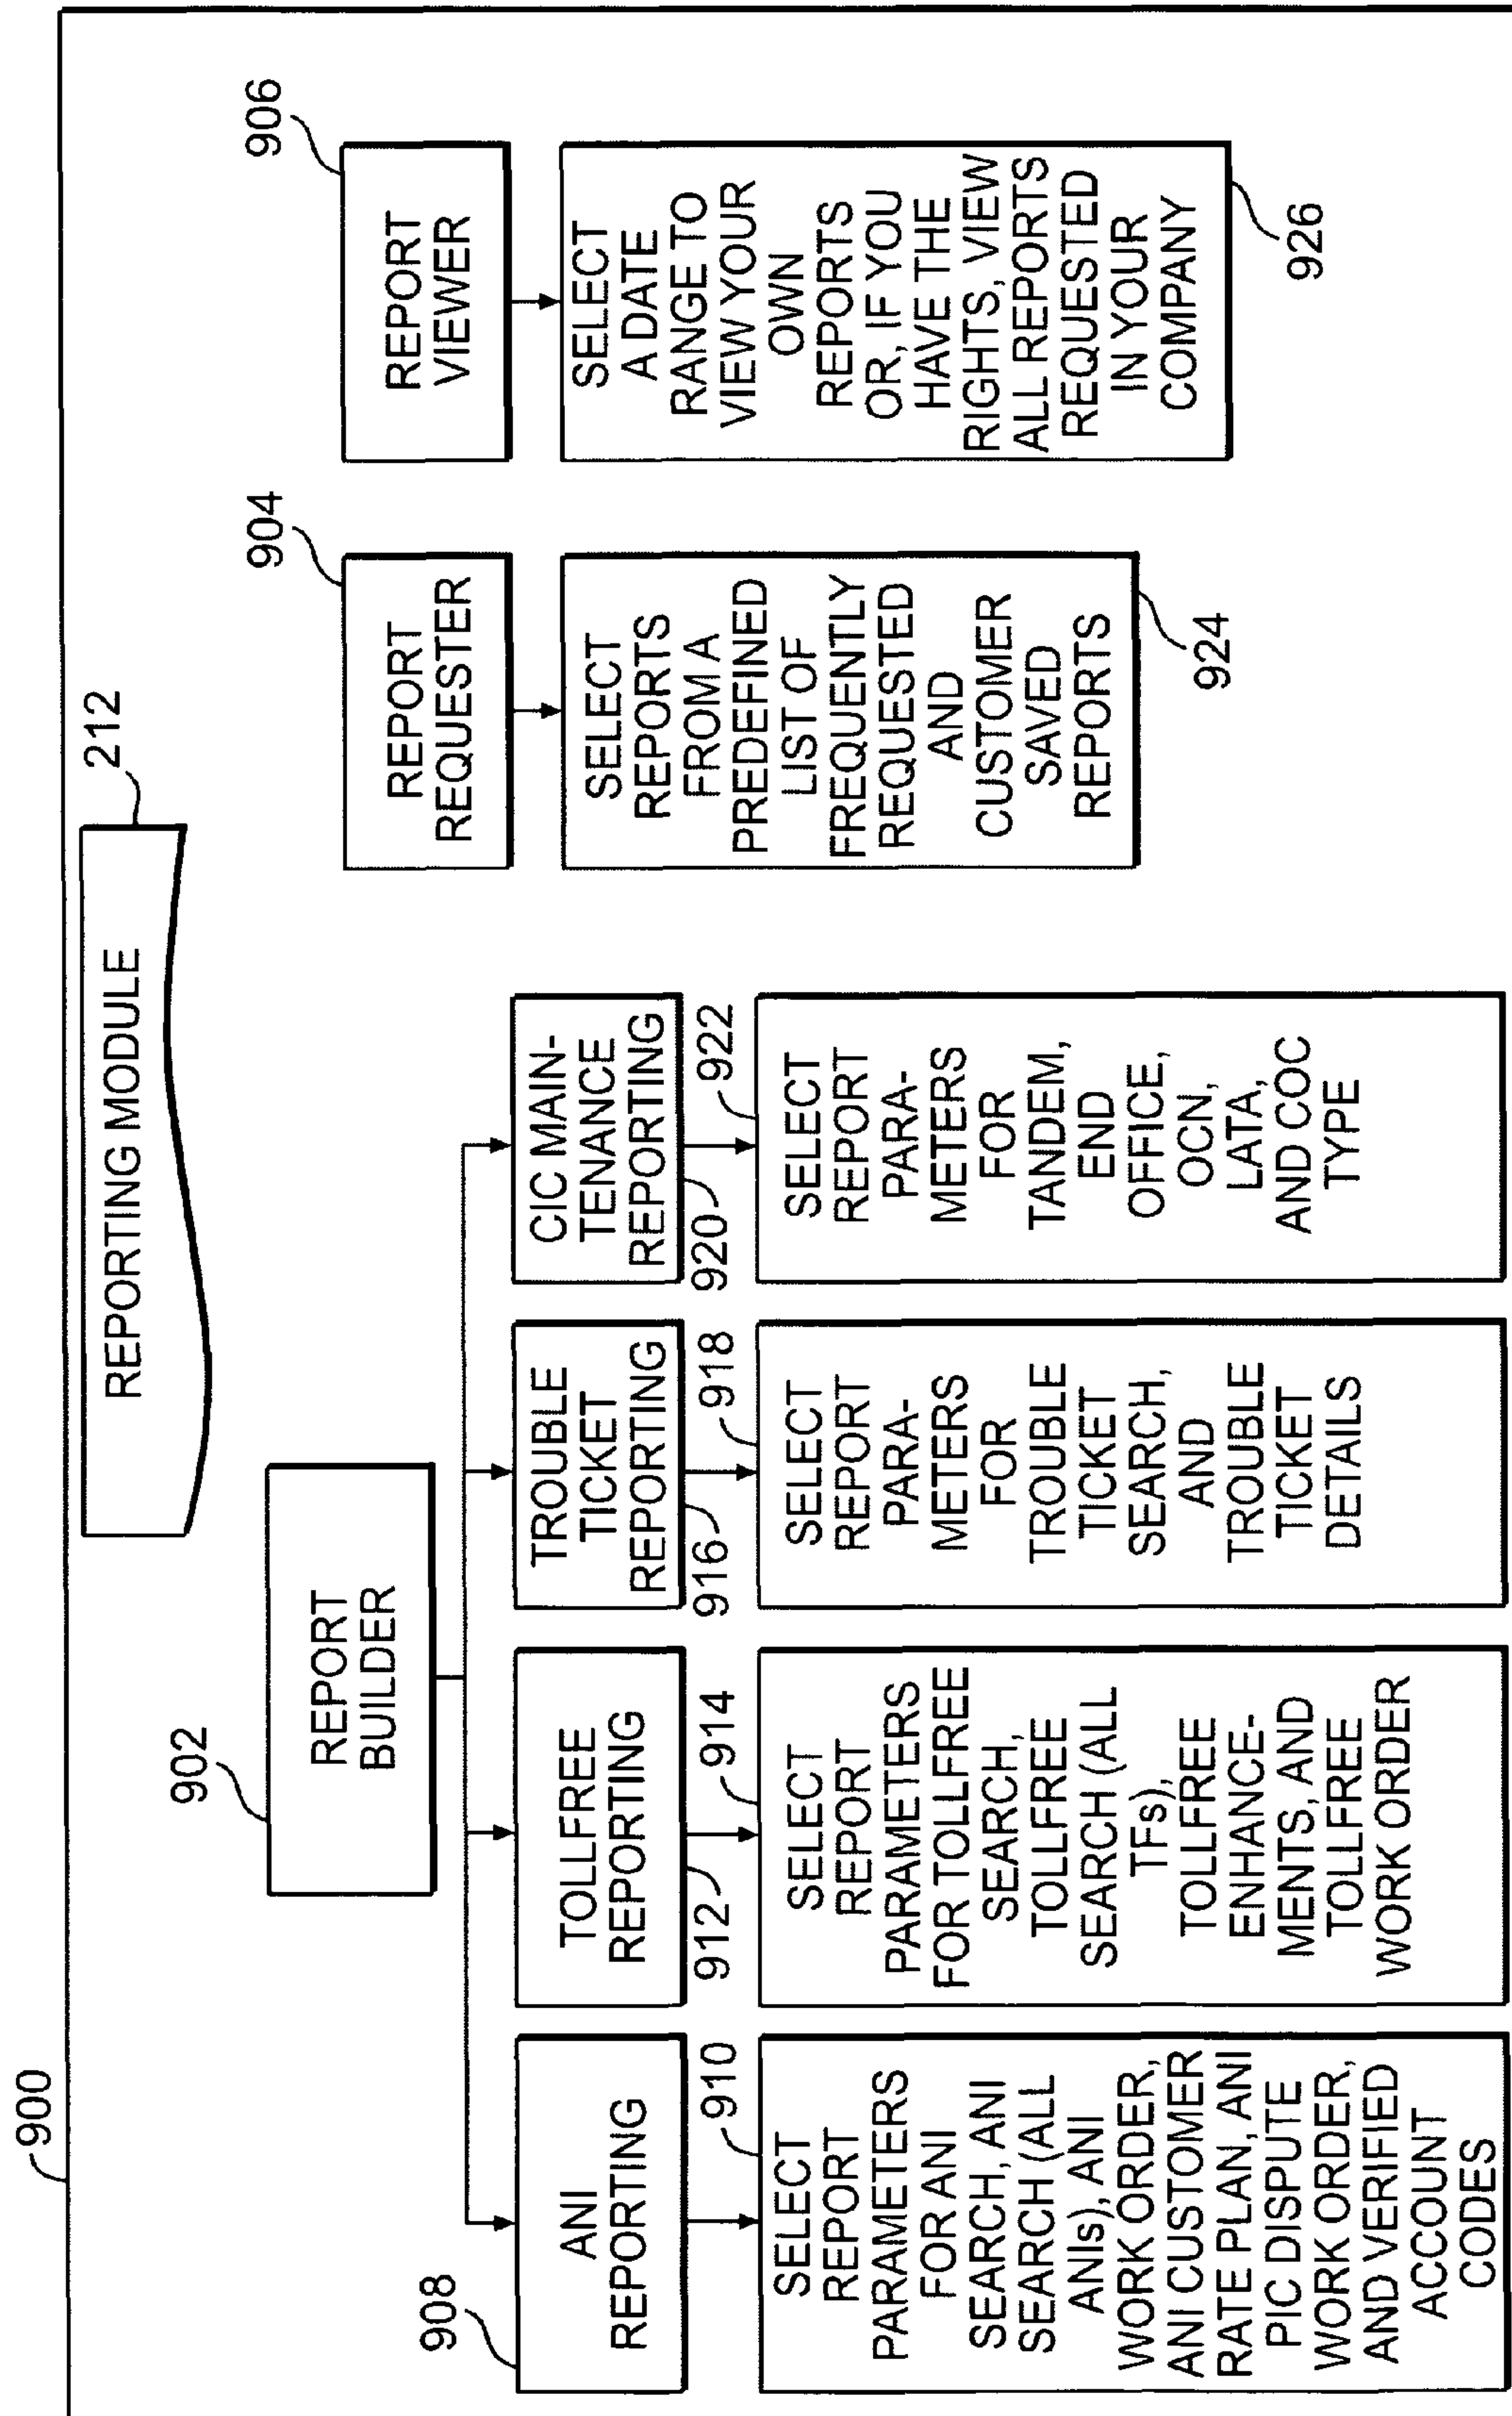 900
REPORTING MODULE
212
902
REPORT
BUILDER
904
REPORT
REQUESTER
906
REPORT
VIEWER
908
ANI
REPORTING
912
TOLLFREE
REPORTING
916
TROUBLE
TICKET
REPORTING
920
CIC MAIN-
TENANCE
REPORTING
910
SELECT
REPORT
PARAMETERS
FOR ANI
SEARCH, ANI
SEARCH (ALL
ANIs), ANI
WORK ORDER,
ANI CUSTOMER
RATE PLAN, ANI
PIC DISPUTE
WORK ORDER,
AND VERIFIED
ACCOUNT
CODES
914
SELECT
REPORT
PARAMETERS
FOR TOLLFREE
SEARCH,
TOLLFREE
SEARCH (ALL
TFs),
TOLLFREE
ENHANCE-
MENTS, AND
TOLLFREE
WORK ORDER
918
SELECT
REPORT
PARA-
METERS
FOR
TROUBLE
TICKET
SEARCH,
AND
TROUBLE
TICKET
DETAILS
922
SELECT
REPORT
PARA-
METERS
FOR
TANDEM,
END
OFFICE,
OCN,
LATA,
AND COC
TYPE
SELECT
REPORTS
FROM A
PREDEFINED
LIST OF
FREQUENTLY
REQUESTED
AND
CUSTOMER
SAVED
REPORTS
924
SELECT
A DATE
RANGE TO
VIEW YOUR
OWN
REPORTS
OR, IF YOU
HAVE THE
RIGHTS, VIEW
ALL REPORTS
REQUESTED
IN YOUR
COMPANY
926